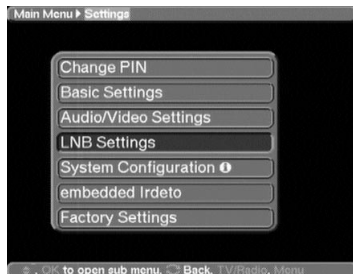 Main Menu Settings
Change PIN
Basic Settings
Audio/Video Settings
LNB Settings
System Configuration
embedded Irdeto
Factory Settings
, OK to open sub menu, Back, TV/Radio, Menu